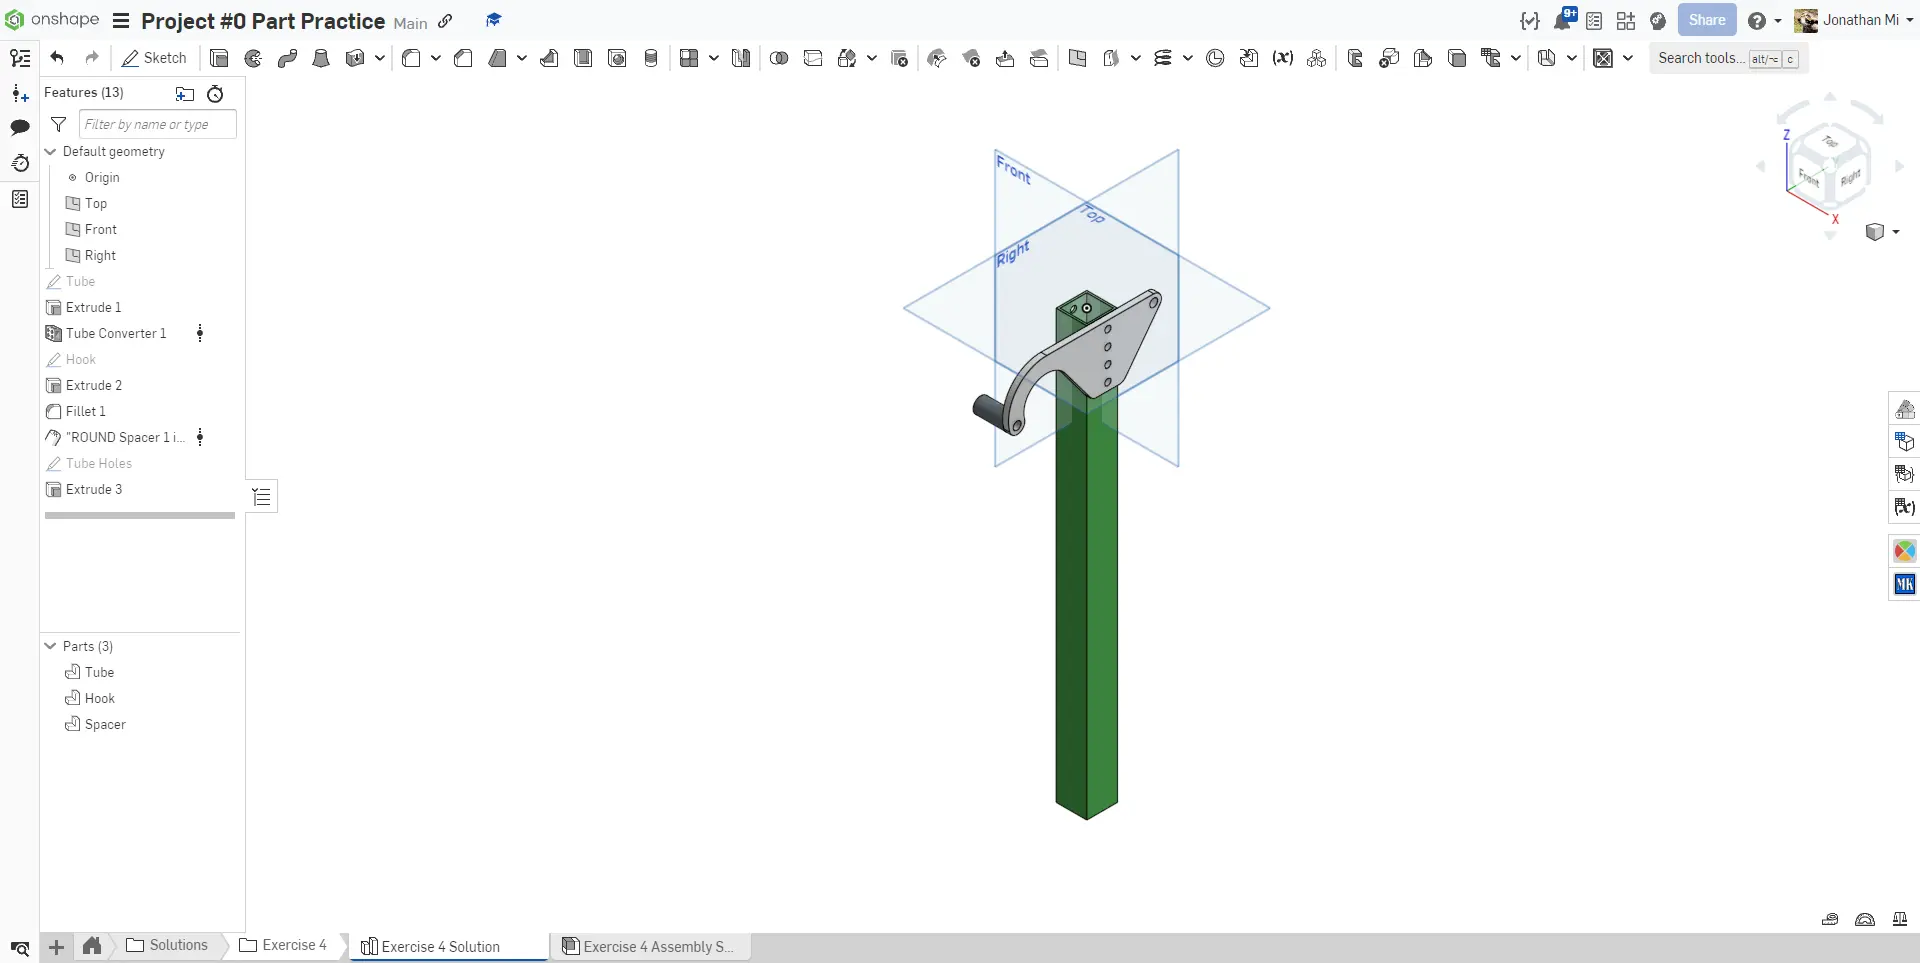 onshape Project #0 Part Practice Main
9+ Share Jonathan Mi
Sketch
Search tools... alt/⌥ c
Features (13)
Filter by name or type
Default geometry
Origin
Top
Front
Right
Tube
Extrude 1
Tube Converter 1
Hook
Extrude 2
Fillet 1
"ROUND Spacer 1 i...
Tube Holes
Extrude 3
Parts (3)
Tube
Hook
Spacer
Front
Top
Right
Z
Top
Front
Right
X
(x)
(x)
MK
Solutions
Exercise 4
Exercise 4 Solution
Exercise 4 Assembly S...